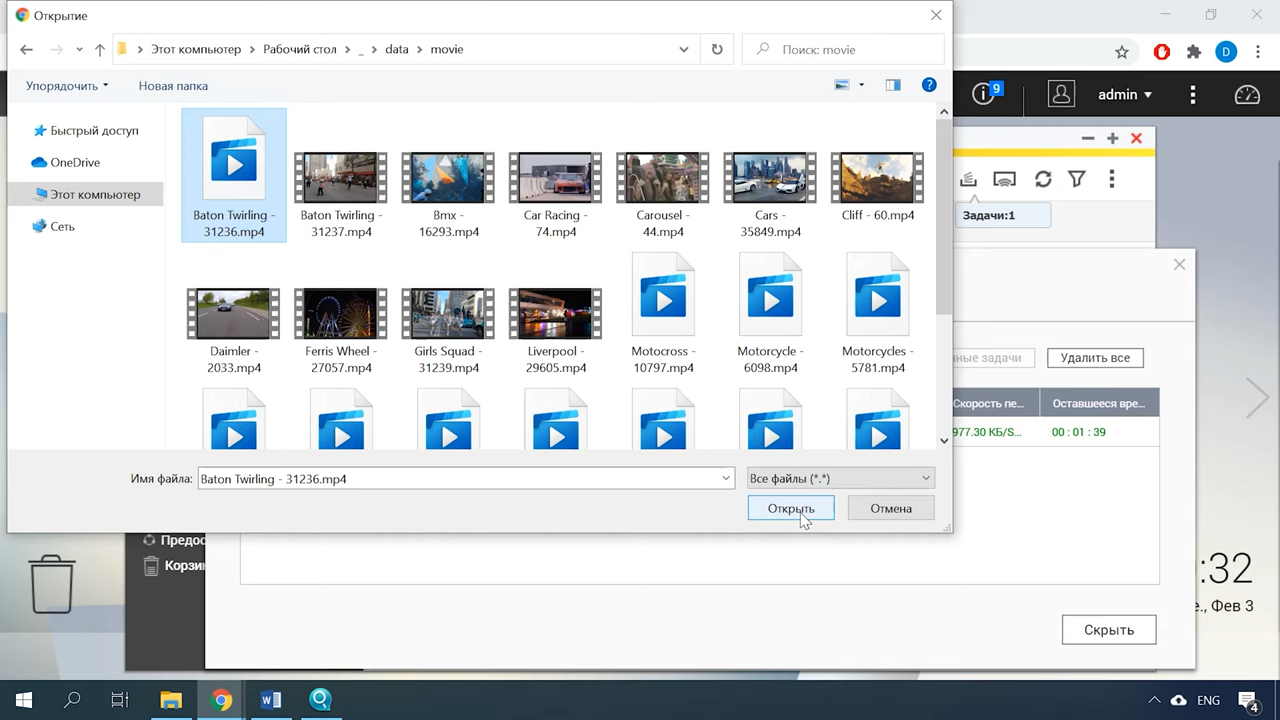 Открытие
Этот компьютер
Рабочий стол
_
data
movie
Поиск: movie
D
Упорядочить
Новая папка
9
admin
Быстрый доступ
OneDrive
Этот компьютер
Сеть
Baton Twirling -
31236.mp4
Baton Twirling -
31237.mp4
Bmx -
16293.mp4
Car Racing -
74.mp4
Carousel -
44.mp4
Cars -
35849.mp4
Cliff - 60.mp4
Задачи:1
Daimler -
2033.mp4
Ferris Wheel -
27057.mp4
Girls Squad -
31239.mp4
Liverpool -
29605.mp4
Motocross -
10797.mp4
Motorcycle -
6098.mp4
Motorcycles -
5781.mp4
нные задачи
Удалить все
Скорость пе...
Оставшееся вре...
977.30 КБ/S...
00 : 01 : 39
Имя файла:
Baton Twirling - 31236.mp4
Все файлы (*.*)
Открыть
Отмена
Предос
Корзин
:32
е., Фев 3
Скрыть
ENG
4